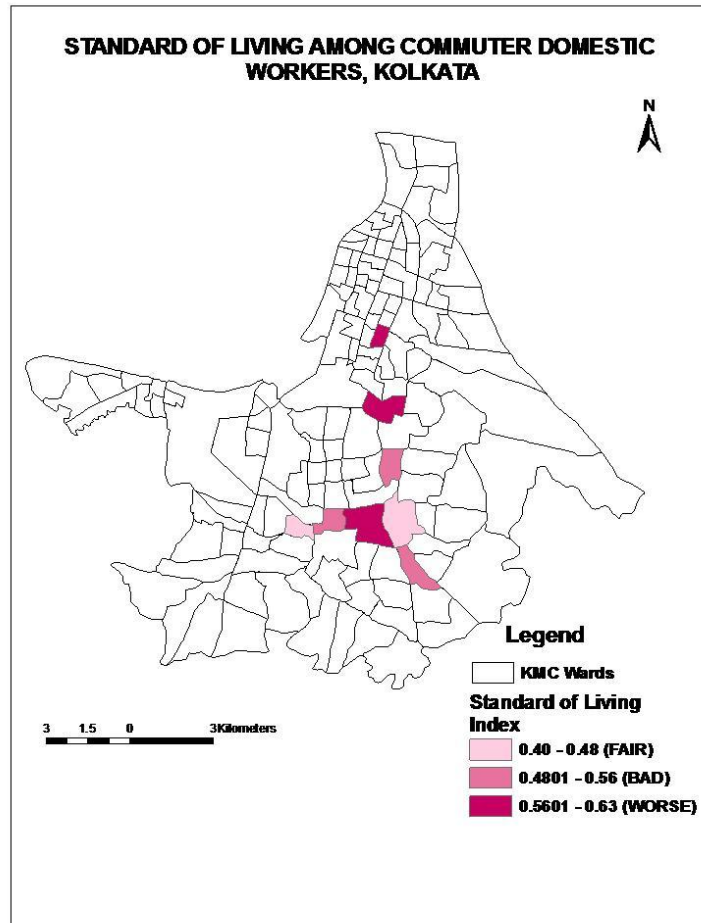 STANDARD OF LIVING AMONG COMMUTER DOMESTIC
WORKERS, KOLKATA
N
Legend
KMC Wards
Standard of Living
Index
0.40 - 0.48 (FAIR)
0.4801 - 0.56 (BAD)
0.5601 - 0.63 (WORSE)
3 1.5 0 3Kilometers